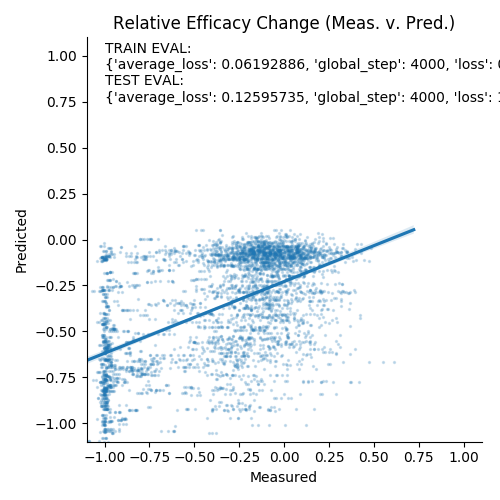 Relative Efficacy Change (Meas. v. Pred.)
TRAIN EVAL:
{'average_loss': 0.06192886, 'global_step': 4000, 'loss':
TEST EVAL:
{'average_loss': 0.12595735, 'global_step': 4000, 'loss':
1.00
0.75
0.50
0.25
0.00
−0.25
−0.50
−0.75
−1.00
Predicted
−1.00 −0.75 −0.50 −0.25 0.00 0.25 0.50 0.75 1.00
Measured